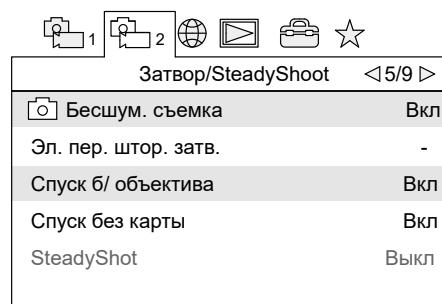 1 2
Затвор/SteadyShoot 5/9
Бесшум. съемка Вкл
Эл. пер. штор. затв. -
Спуск б/ объектива Вкл
Спуск без карты Вкл
SteadyShot Выкл